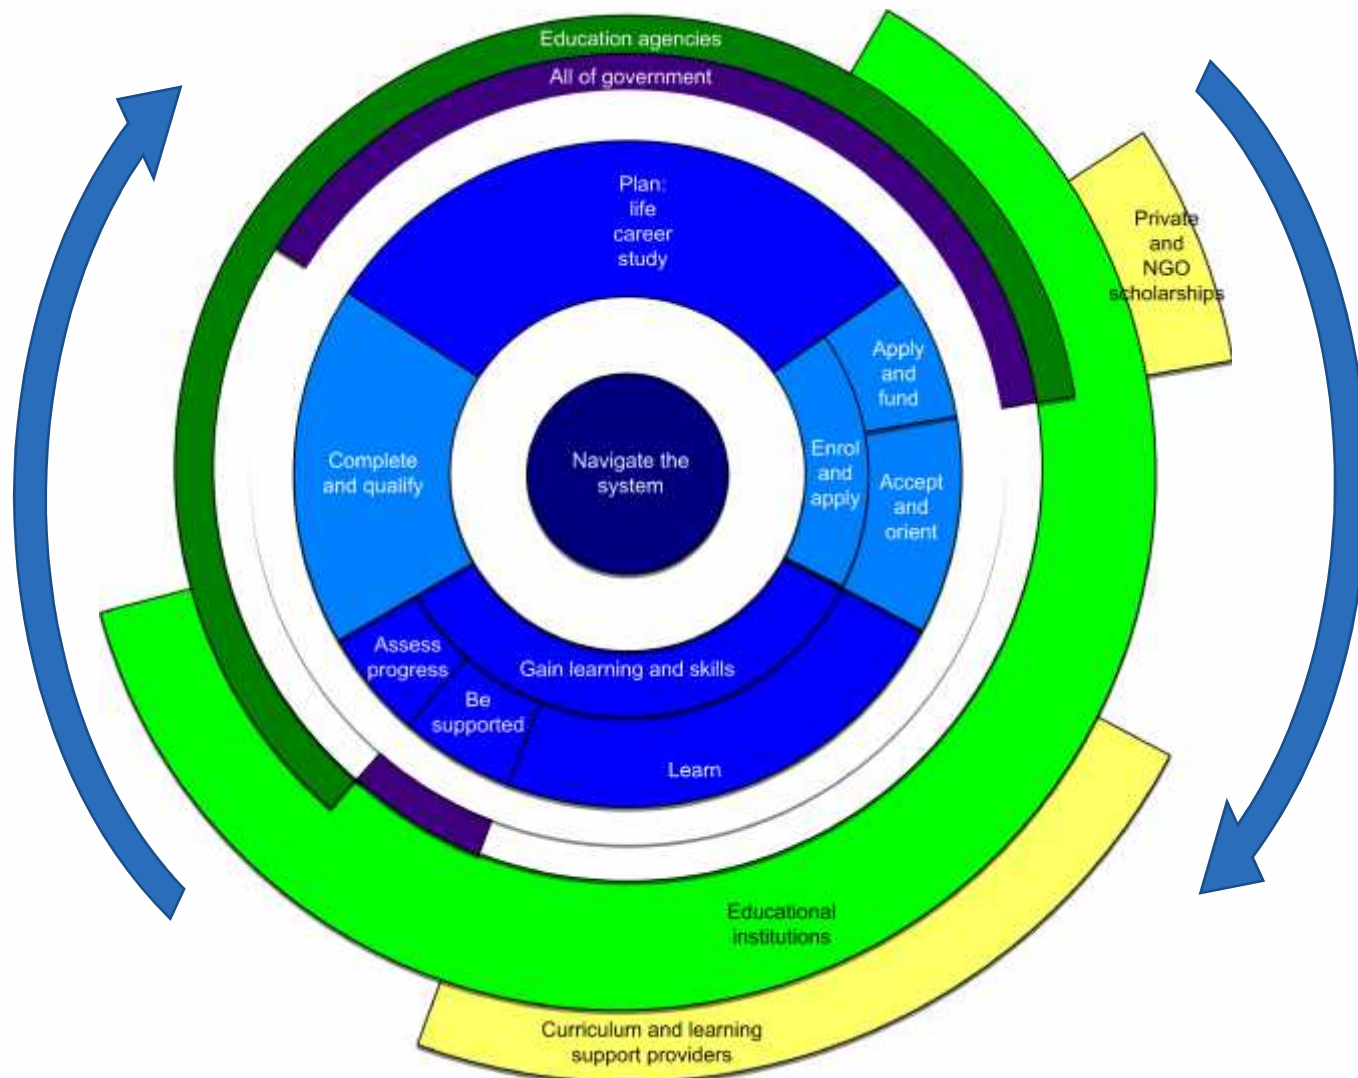 Education agencies
All of government
Plan:
life
career
study
Private
and
NGO
scholarships
Apply
and
fund
Enrol
and
apply
Accept
and
orient
Navigate the
system
Complete
and qualify
Assess
progress
Be
supported
Gain learning and skills
Learn
Educational
institutions
Curriculum and learning
support providers